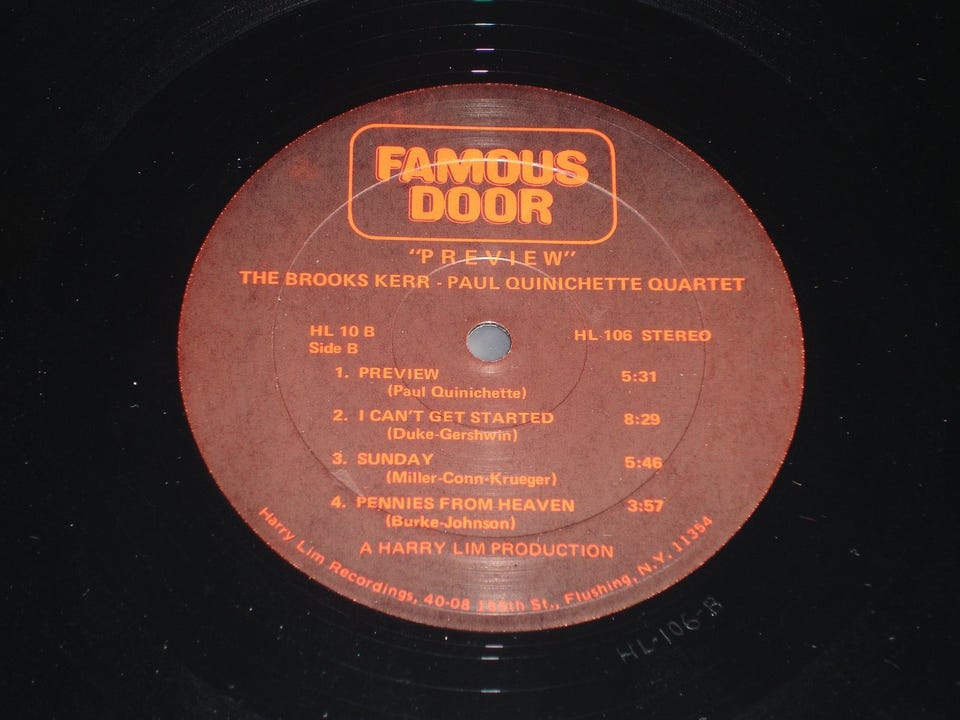 FAMOUS
DOOR
"PREVIEW"
THE BROOKS KERR - PAUL QUINICHETTE QUARTET
HL 10 B
Side B
HL-106 STEREO
1. PREVIEW 5:31
(Paul Quinichette)
2. I CAN'T GET STARTED 8:29
(Duke-Gershwin)
3. SUNDAY 5:46
(Miller-Conn-Krueger)
4. PENNIES FROM HEAVEN 3:57
(Burke-Johnson)
A HARRY LIM PRODUCTION
Harry Lim Recordings, 40-08 St., Flushing, N.Y. 11354
HL-106-B